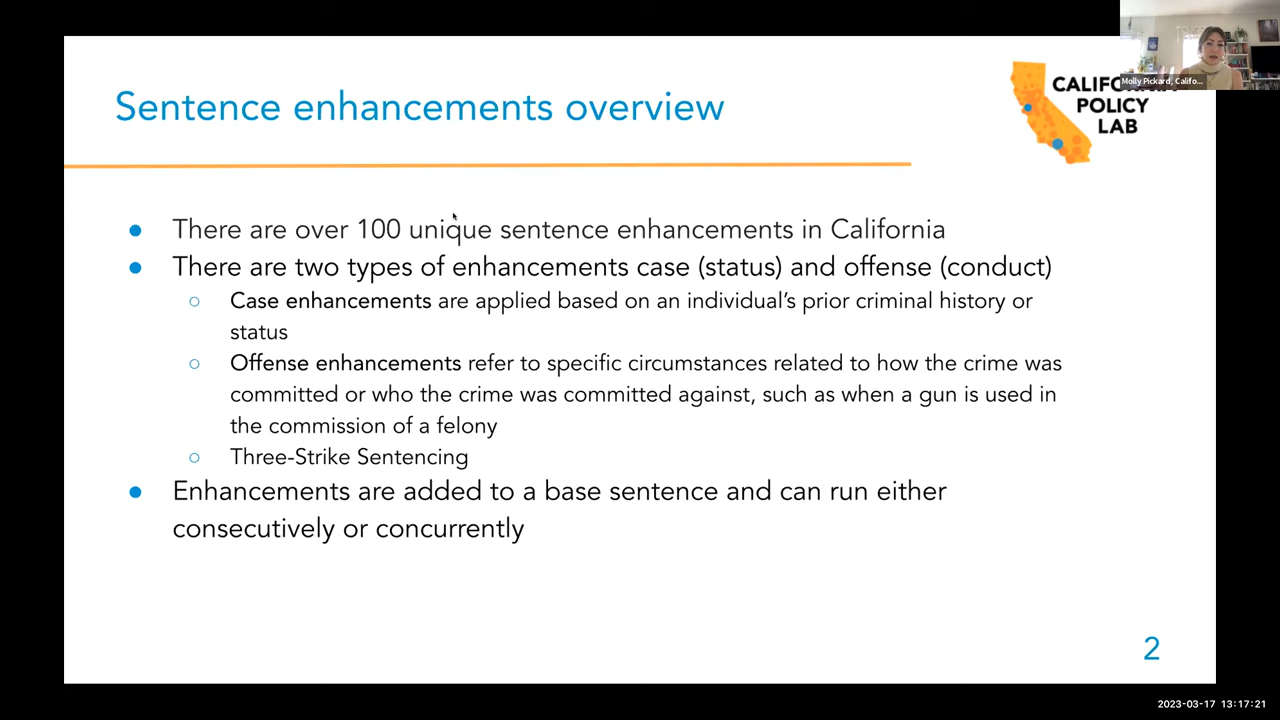 Sentence enhancements overview
CALIFORNIA
POLICY
LAB
Molly Pickard, Califo...
There are over 100 unique sentence enhancements in California
There are two types of enhancements case (status) and offense (conduct)
Case enhancements are applied based on an individual's prior criminal history or
status
Offense enhancements refer to specific circumstances related to how the crime was
committed or who the crime was committed against, such as when a gun is used in
the commission of a felony
Three-Strike Sentencing
Enhancements are added to a base sentence and can run either
consecutively or concurrently
2
2023-03-17 13:17:21